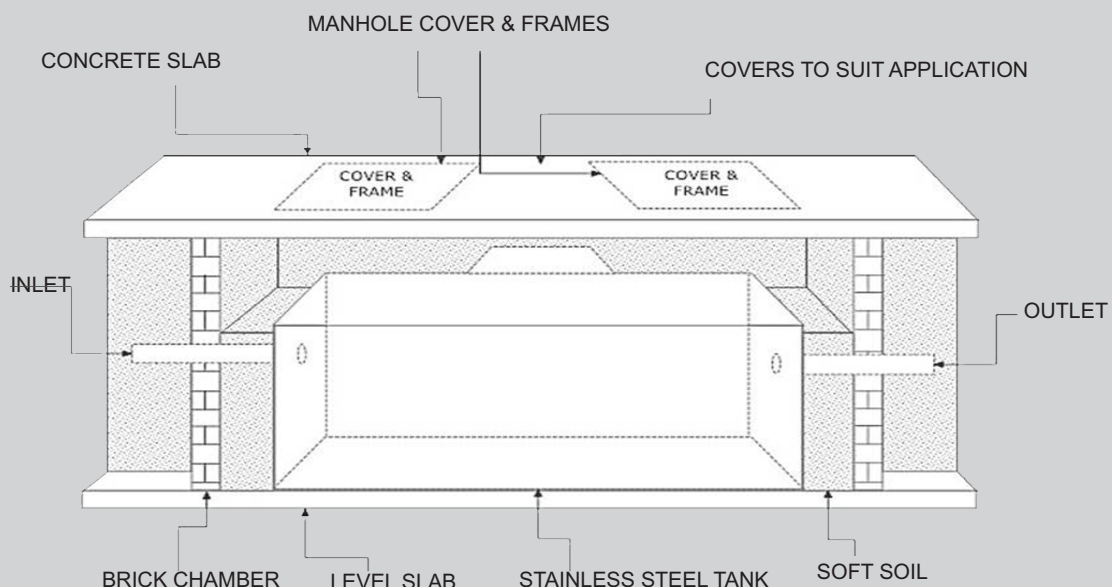 MANHOLE COVER & FRAMES
CONCRETE SLAB
COVERS TO SUIT APPLICATION
COVER &
FRAME
COVER &
FRAME
INLET
OUTLET
BRICK CHAMBER
LEVEL SLAB
STAINLESS STEEL TANK
SOFT SOIL